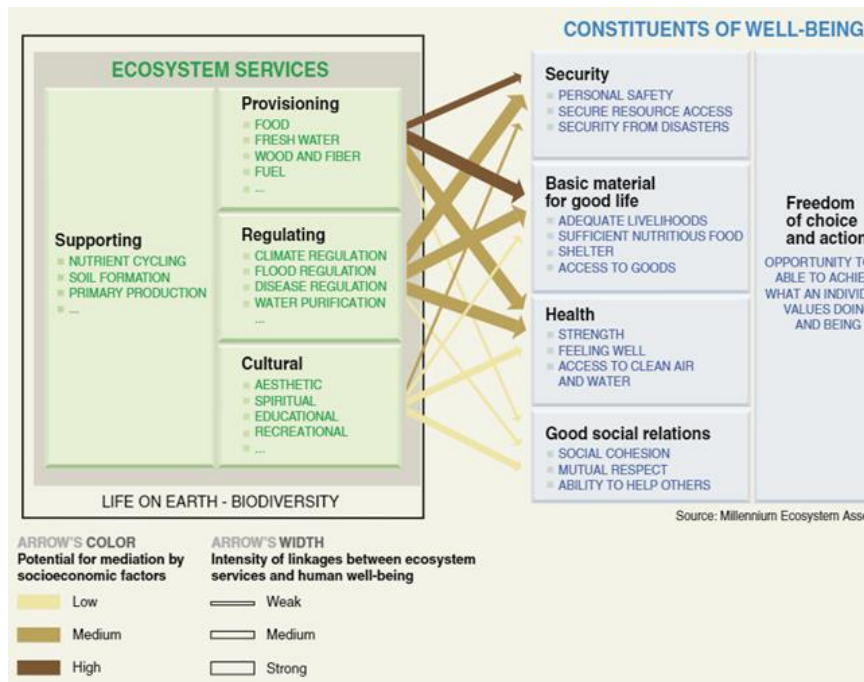 CONSTITUENTS OF WELL-BEING
ECOSYSTEM SERVICES
Supporting
NUTRIENT CYCLING
SOIL FORMATION
PRIMARY PRODUCTION
...
Provisioning
FOOD
FRESH WATER
WOOD AND FIBER
FUEL
...
Regulating
CLIMATE REGULATION
FLOOD REGULATION
DISEASE REGULATION
WATER PURIFICATION
...
Cultural
AESTHETIC
SPIRITUAL
EDUCATIONAL
RECREATIONAL
...
LIFE ON EARTH - BIODIVERSITY
Security
PERSONAL SAFETY
SECURE RESOURCE ACCESS
SECURITY FROM DISASTERS
Basic material
for good life
ADEQUATE LIVELIHOODS
SUFFICIENT NUTRITIOUS FOOD
SHELTER
ACCESS TO GOODS
Health
STRENGTH
FEELING WELL
ACCESS TO CLEAN AIR
AND WATER
Good social relations
SOCIAL COHESION
MUTUAL RESPECT
ABILITY TO HELP OTHERS
Freedom
of choice
and action
OPPORTUNITY
ABLE TO
WHAT AN
VALUES
AND BEING
Source: Millennium Ecosystem
ARROW'S COLOR
Potential for mediation by
socioeconomic factors
Low
Medium
High
ARROW'S WIDTH
Intensity of linkages between ecosystem
services and human well-being
Weak
Medium
Strong